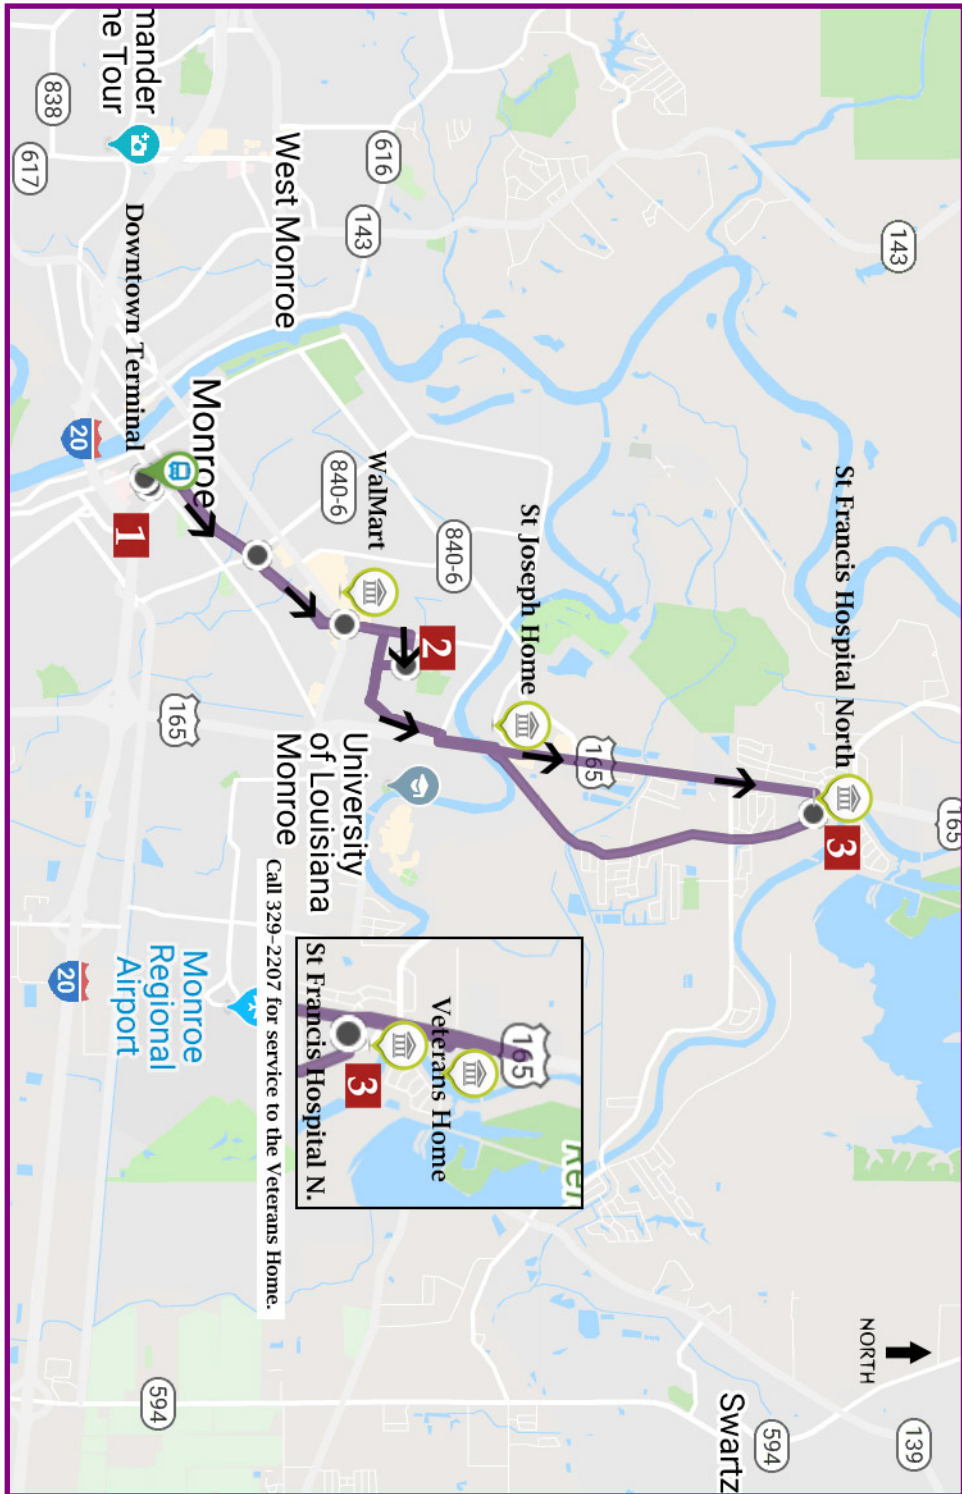 143
165
139
NORTH
St Francis Hospital North
3
594
Swartz
165
St Joseph Home
165
Veterans Home
3
St Francis Hospital N.
Call 329-2207 for service to the Veterans Home.
840-6
2
616
143
WalMart
840-6
University
of Louisiana
Monroe
West Monroe
Monroe
165
Monroe
Regional
Airport
Downtown Terminal
1
mander
ne Tour
594
20
20
838
617